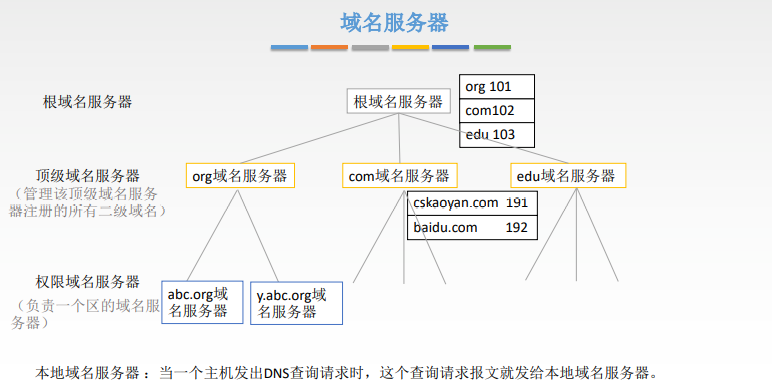 域名服务器
根域名服务器
根域名服务器
org 101
com102
edu 103
顶级域名服务器
（管理该顶级域名服务
器注册的所有二级域名）
org域名服务器
com域名服务器
edu域名服务器
cskaoyan.com 191
baidu.com 192
权限域名服务器
（负责一个区的域名服
务器）
abc.org域
名服务器
y.abc.org域
名服务器
本地域名服务器 ：当一个主机发出DNS查询请求时，这个查询请求报文就发给本地域名服务器。